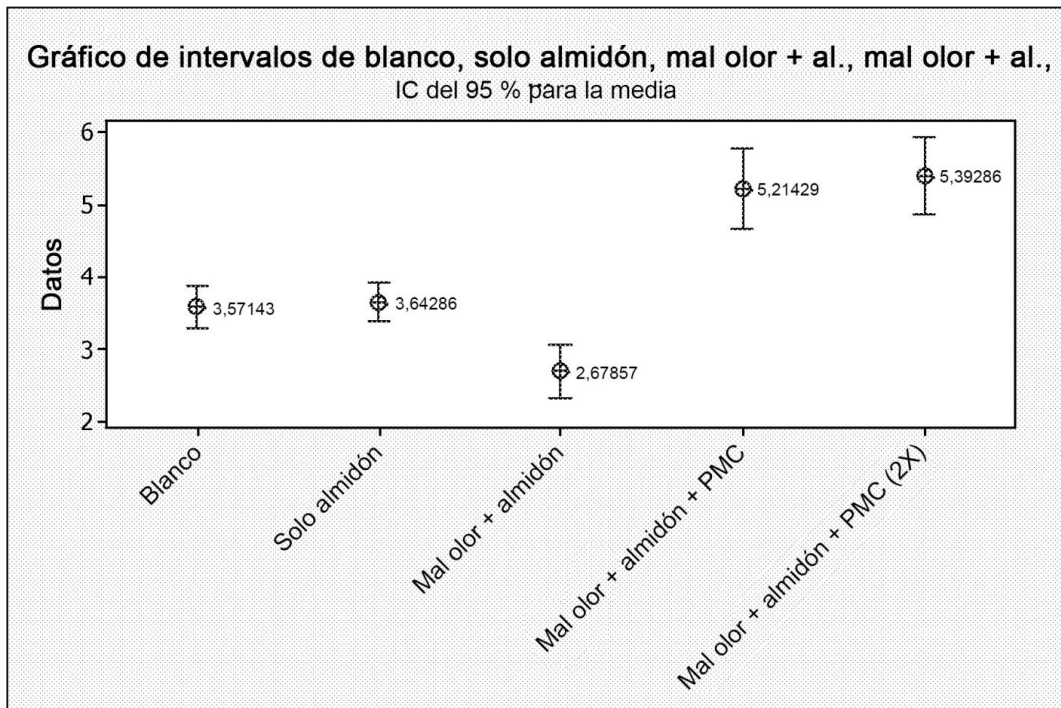 Gráfico de intervalos de blanco, solo almidón, mal olor + al., mal olor + al.,
IC del 95 % para la media
Datos
6
5
4
3
2
3,57143
3,64286
2,67857
5,21429
5,39286
Blanco
Solo almidón
Mal olor + almidón
Mal olor + almidón + PMC
Mal olor + almidón + PMC (2X)